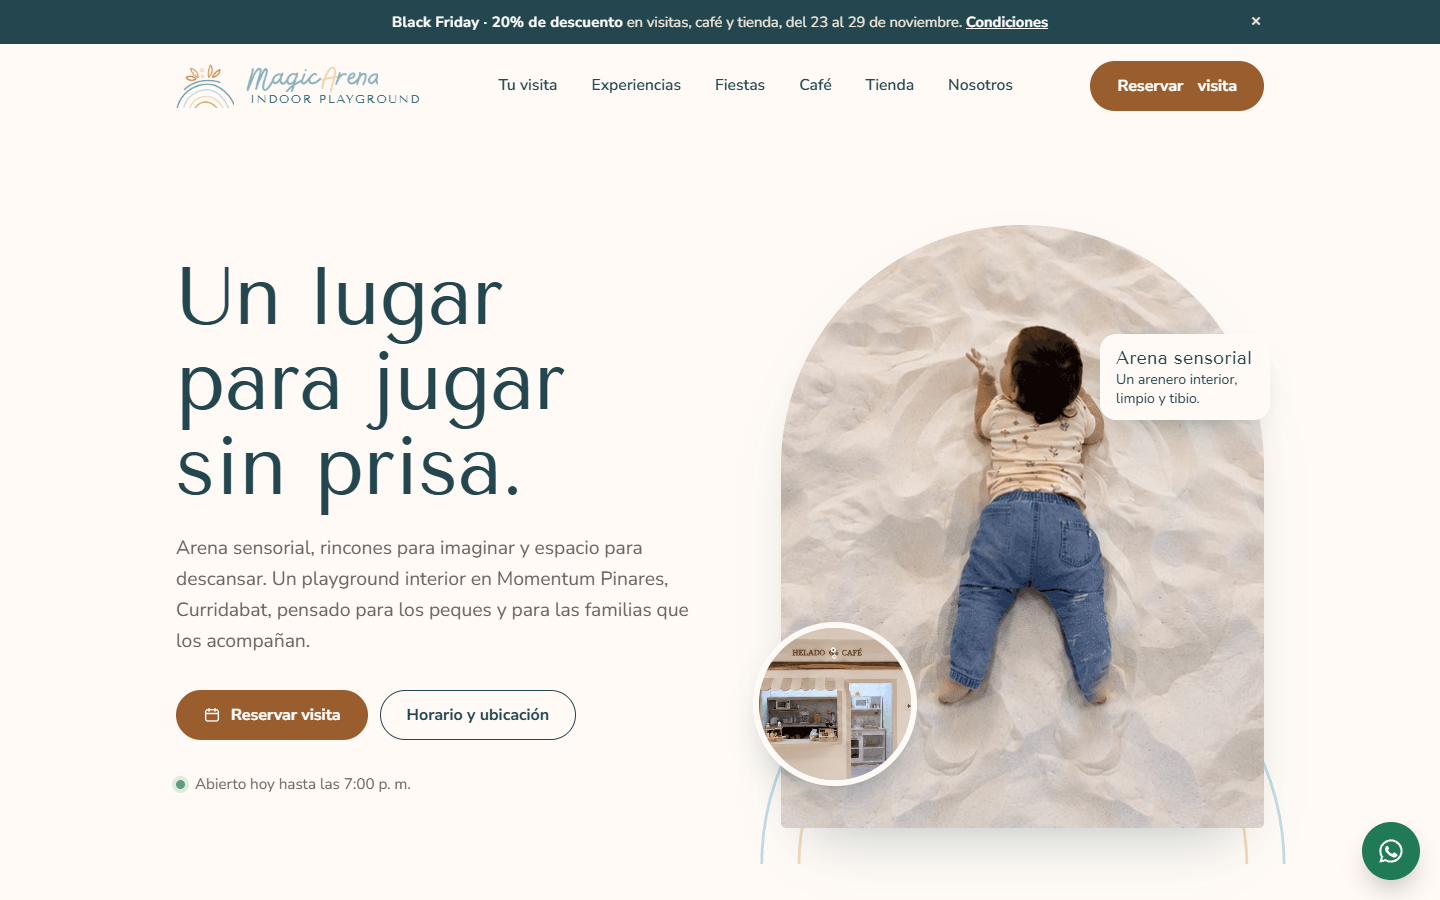 Black Friday · 20% de descuento en visitas, café y tienda, del 23 al 29 de noviembre. Condiciones ×
MagicArena
INDOOR PLAYGROUND
Tu visita Experiencias Fiestas Café Tienda Nosotros
Reservar visita
Un lugar
para jugar
sin prisa.
Arena sensorial, rincones para imaginar y espacio para
descansar. Un playground interior en Momentum Pinares,
Curridabat, pensado para los peques y para las familias que
los acompañan.
Reservar visita
Horario y ubicación
Abierto hoy hasta las 7:00 p. m.
Arena sensorial
Un arenero interior,
limpio y tibio.
HELADO CAFÉ